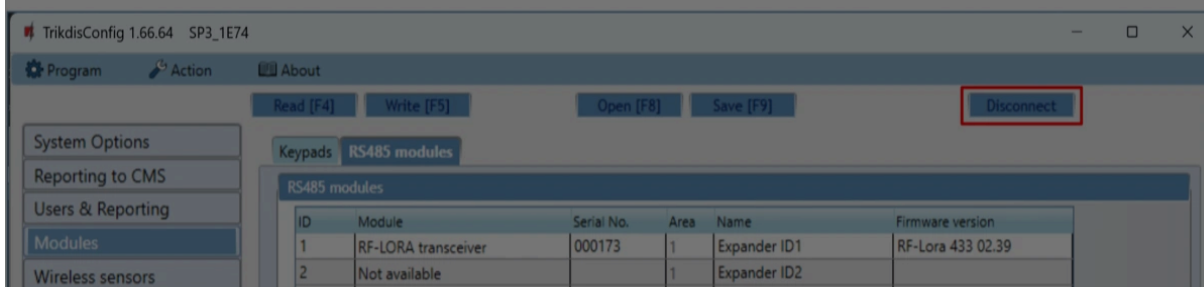 TrikdisConfig 1.66.64 SP3_1E74
Program Action About
Read [F4] Write [F5] Open [F8] Save [F9] Disconnect
System Options
Reporting to CMS
Users & Reporting
Modules
Wireless sensors
Keypads RS485 modules
RS485 modules
ID Module Serial No. Area Name Firmware version
1 RF-LORA transceiver 000173 1 Expander ID1 RF-Lora 433 02.39
2 Not available 1 Expander ID2